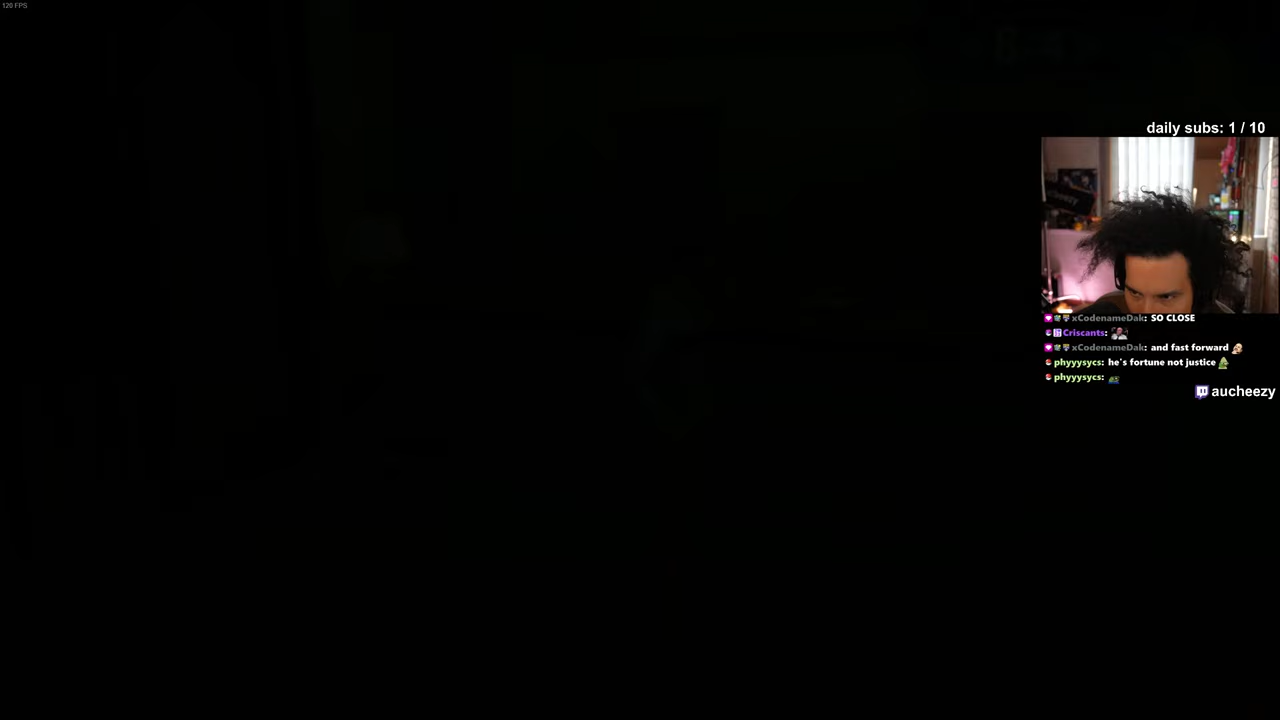 120 FPS
daily subs: 1 / 10
xCodenameDak: SO CLOSE
Criscants:
xCodenameDak: and fast forward
phyyysycs: he's fortune not justice
phyyysycs:
aucheezy